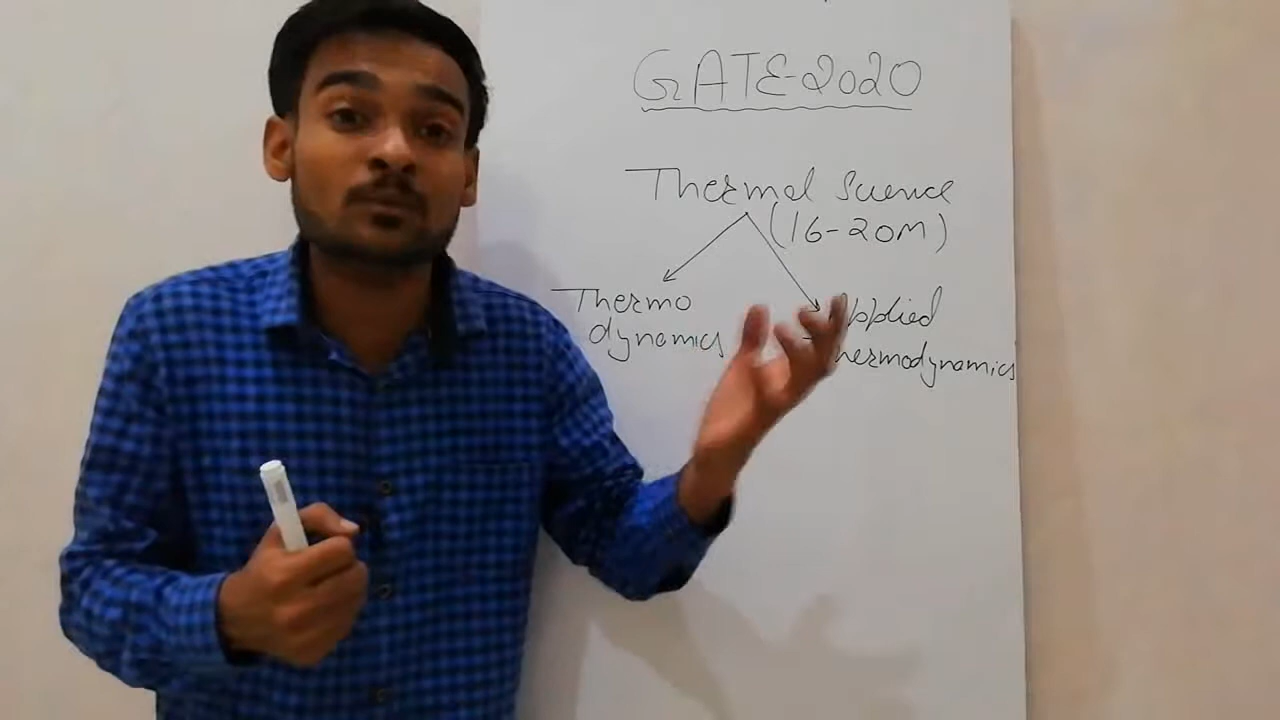 GATE-2020
Thermal Science
(16-20M)
Thermo
dynamics
Applied
Thermodynamics